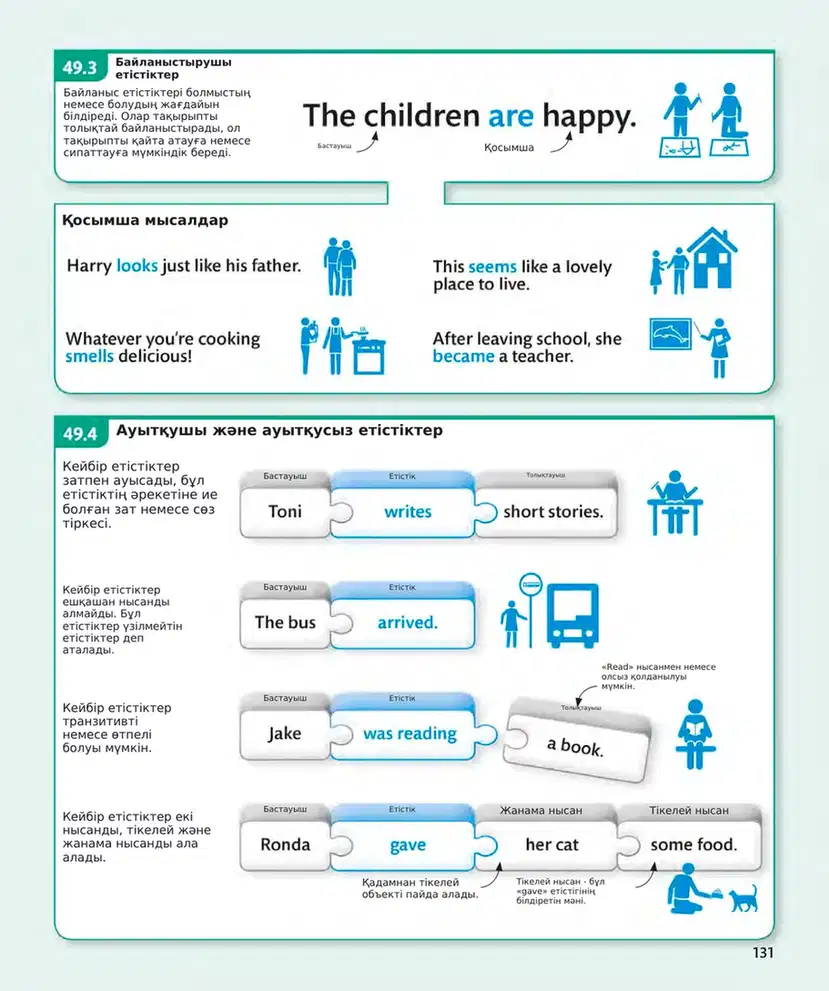 49.3
Байланыстырушы
етістіктер
Байланыс етістіктері болмыстың
немесе болудың жағдайын
білдіреді. Олар тақырыпты
толықтай байланыстырады, ол
тақырыпты қайта атауға немесе
сипаттауға мүмкіндік береді.
The children are happy.
Бастауыш
Қосымша
Қосымша мысалдар
Harry looks just like his father.
This seems like a lovely
place to live.
Whatever you're cooking
smells delicious!
After leaving school, she
became a teacher.
49.4
Ауытқушы және ауытқусыз етістіктер
Кейбір етістіктер
затпен ауысады, бұл
етістіктің әрекетіне ие
болған зат немесе сөз
тіркесі.
Бастауыш
Етістік
Толықтауыш
Toni
writes
short stories.
Кейбір етістіктер
ешқашан нысанды
алмайды. Бұл
етістіктер үзілмейтін
етістіктер деп
аталады.
Бастауыш
Етістік
The bus
arrived.
«Read» нысанмен немесе
олсыз қолданылуы
мүмкін.
Кейбір етістіктер
транзитивті
немесе өтпелі
болуы мүмкін.
Бастауыш
Етістік
Толықтауыш
Jake
was reading
a book.
Кейбір етістіктер екі
нысанды, тікелей және
жанама нысанды ала
алады.
Бастауыш
Етістік
Жанама нысан
Тікелей нысан
Ronda
gave
her cat
some food.
Қадамнан тікелей
объекті пайда алады.
Тікелей нысан - бұл
«gave» етістігінің
білдіретін мәні.
131